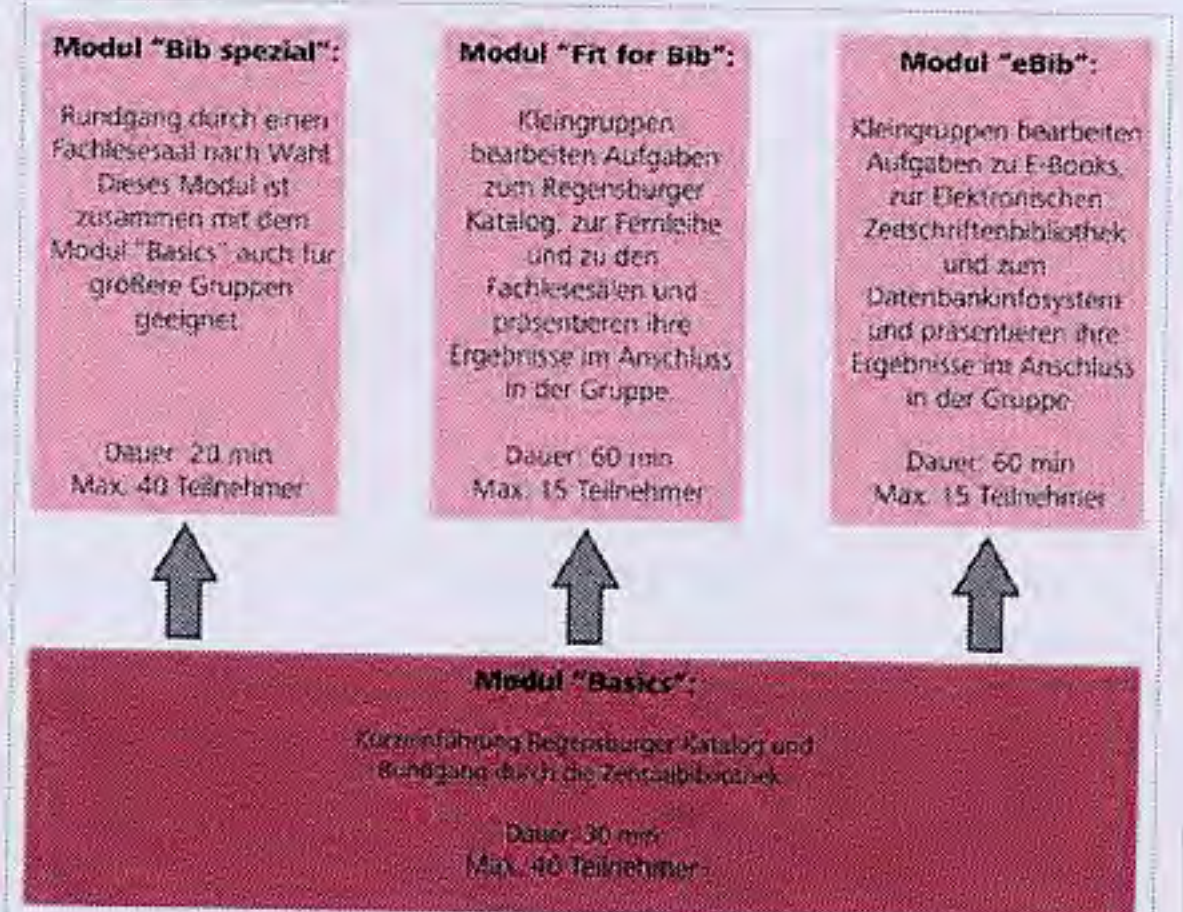 Modul "Bib spezial":
Rundgang durch einen
Fachlesesaal nach Wahl
Dieses Modul ist
zusammen mit dem
Modul "Basics" auch für
größere Gruppen
geeignet
Dauer: 20 min
Max. 40 Teilnehmer
Modul "Fit for Bib":
Kleingruppen
bearbeiten Aufgaben
zum Regensburger
Katalog, zur Fernleihe
und zu den
Fachlesesälen und
präsentieren ihre
Ergebnisse im Anschluss
in der Gruppe
Dauer: 60 min
Max. 15 Teilnehmer
Modul "eBib":
Kleingruppen bearbeiten
Aufgaben zu E-Books,
zur Elektronischen
Zeitschriftenbibliothek
und zum
Datenbankinfosystem
und präsentieren ihre
Ergebnisse im Anschluss
in der Gruppe
Dauer: 60 min
Max. 15 Teilnehmer
Modul "Basics":
Kurzeinführung Regensburger Katalog und
Rundgang durch die Zentralbibliothek
Dauer: 30 min
Max. 40 Teilnehmer